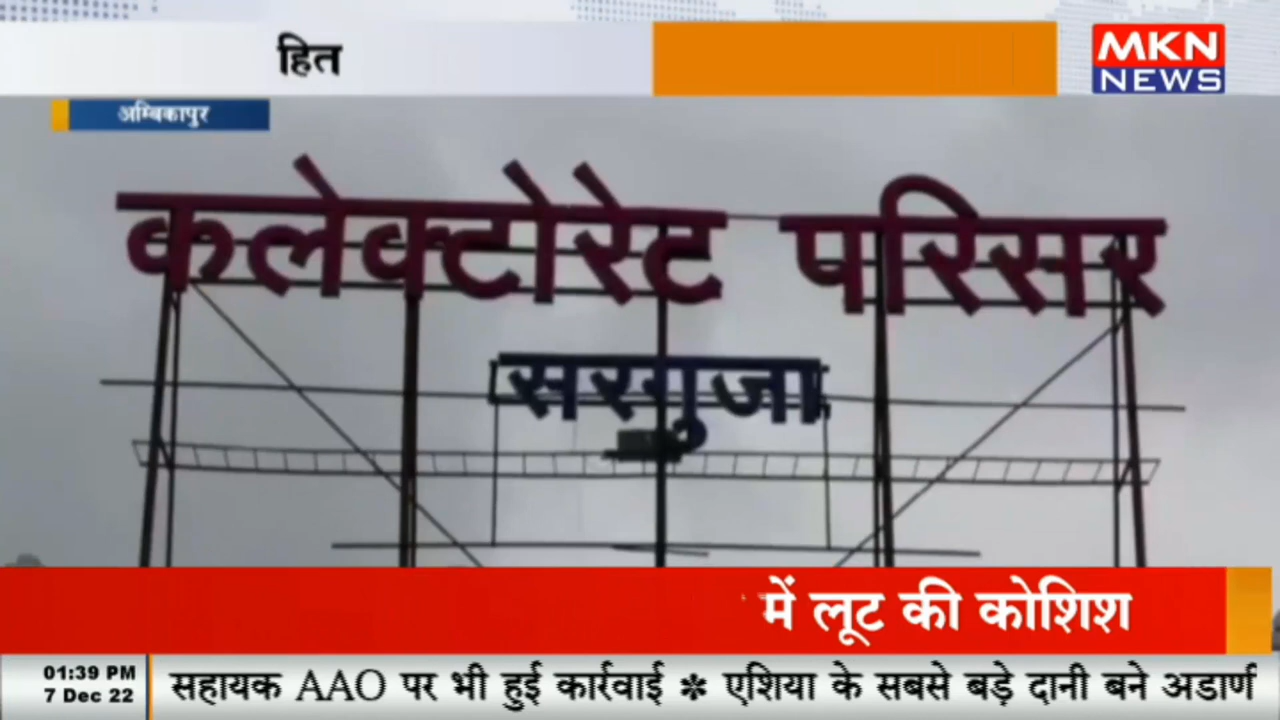 हित
MKN
NEWS
अम्बिकापुर
कलेक्टोरेट परिसर
सरगुजा
में लूट की कोशिश
01:39 PM
7 Dec 22
सहायक AAO पर भी हुई कार्रवाई ✽ एशिया के सबसे बड़े दानी बने अडार्ण